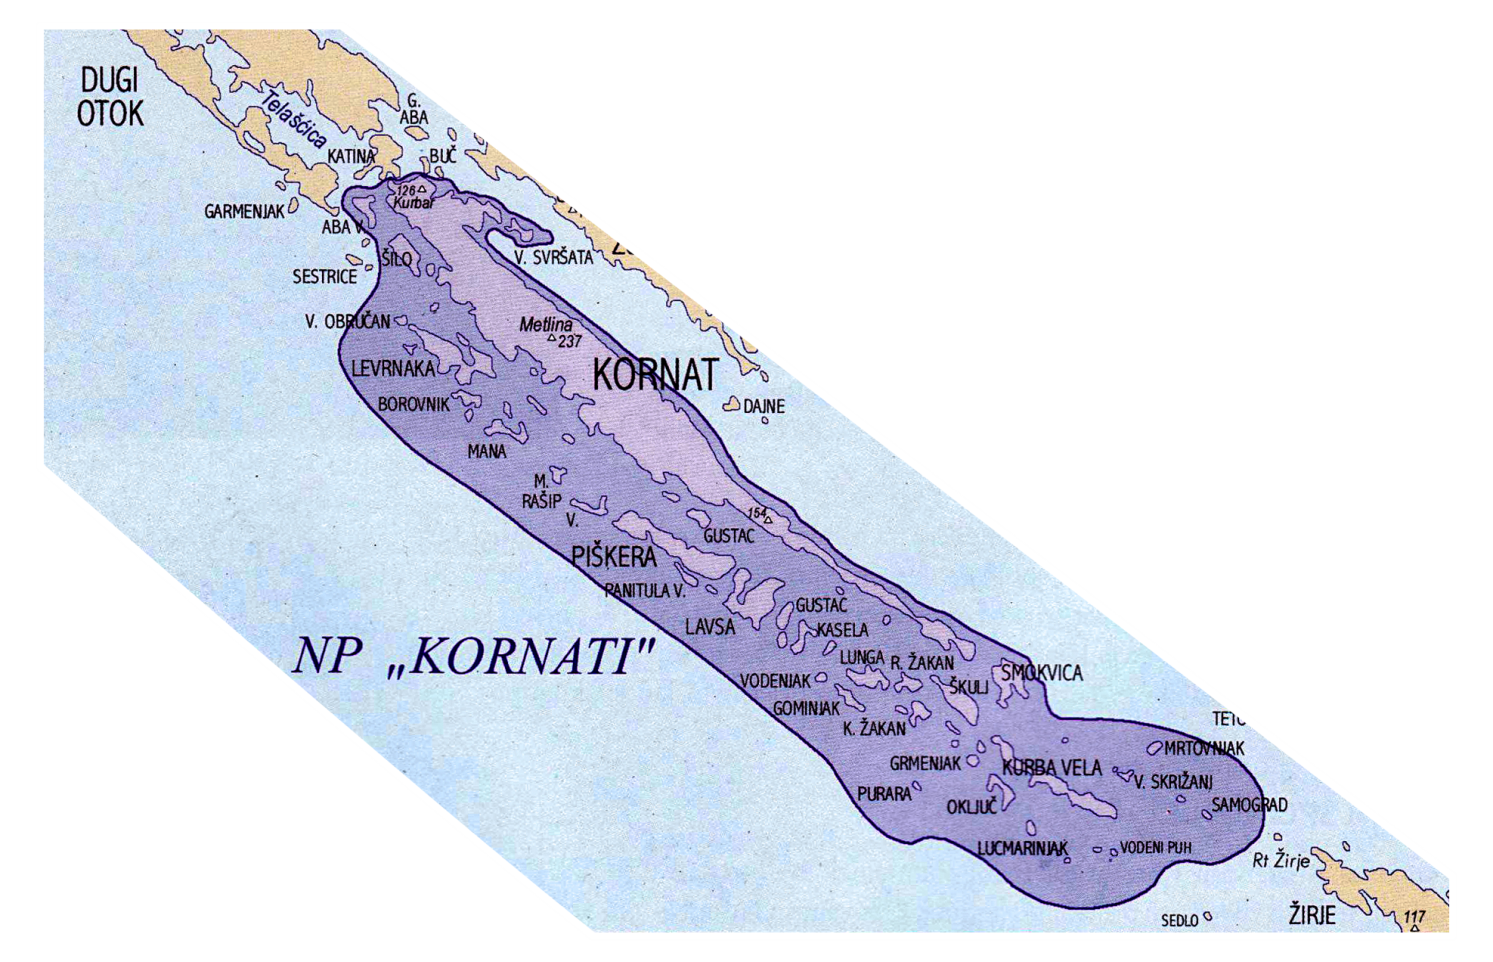 DUGI
OTOK
Telašćica
G.
ABA
KATINA
BUČ
126
Kurbar
GARMENJAK
ABA V.
ŠILO
V. SVRŠATA
SESTRICE
V. OBRUČAN
Metlina
237
LEVRNAKA
KORNAT
BOROVNIK
DAJNE
MANA
M.
RAŠIP
V.
154
GUSTAC
PIŠKERA
PANITULA V.
GUSTAC
LAVSA
KASELA
NP „KORNATI"
LUNGA
R. ŽAKAN
SMOKVICA
VODENJAK
ŠKULJ
GOMINJAK
K. ŽAKAN
TETO
MRTOVNJAK
GRMENJAK
KURBA VELA
V. SKRIŽANJ
PURARA
OKLJUČ
SAMOGRAD
LUCMARINJAK
VODENI PUH
Rt Žirje
SEDLO
ŽIRJE
117